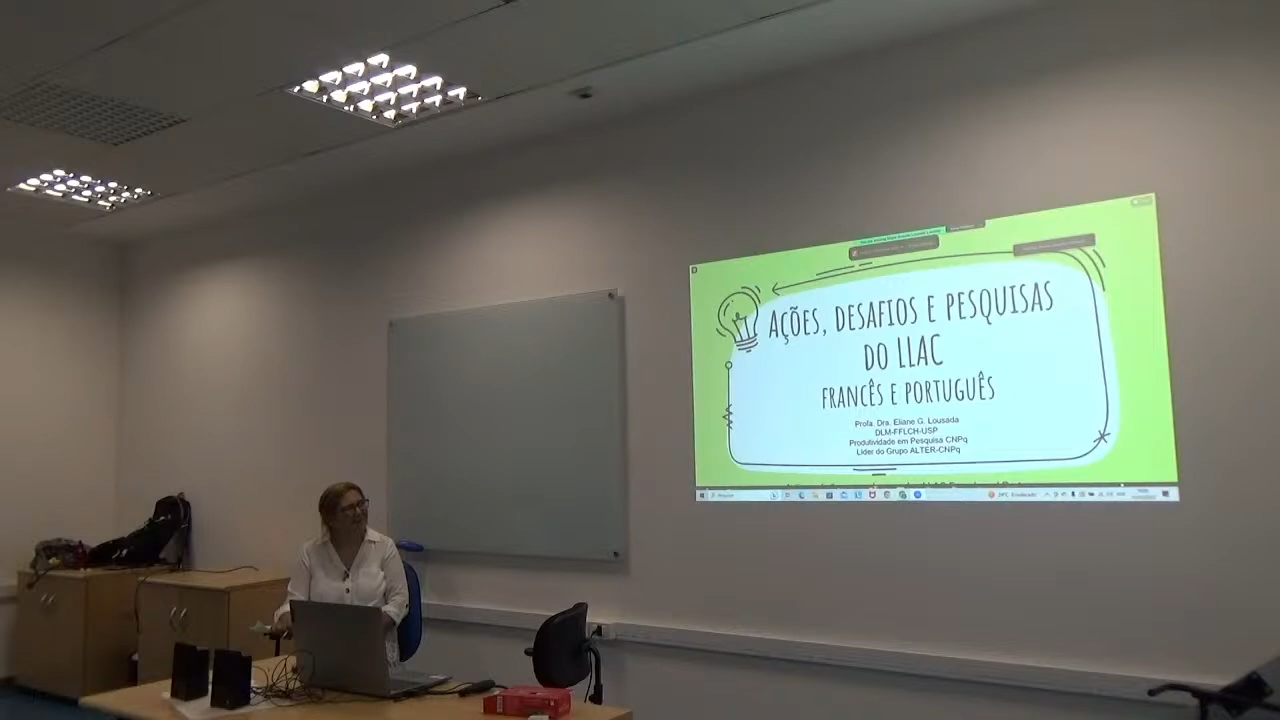 AÇÕES, DESAFIOS E PESQUISAS
DO LLAC
FRANCÊS E PORTUGUÊS
Profa. Dra. Eliane G. Lousada
DLM-FFLCH-USP
Produtividade em Pesquisa CNPq
Líder do Grupo ALTER-CNPq